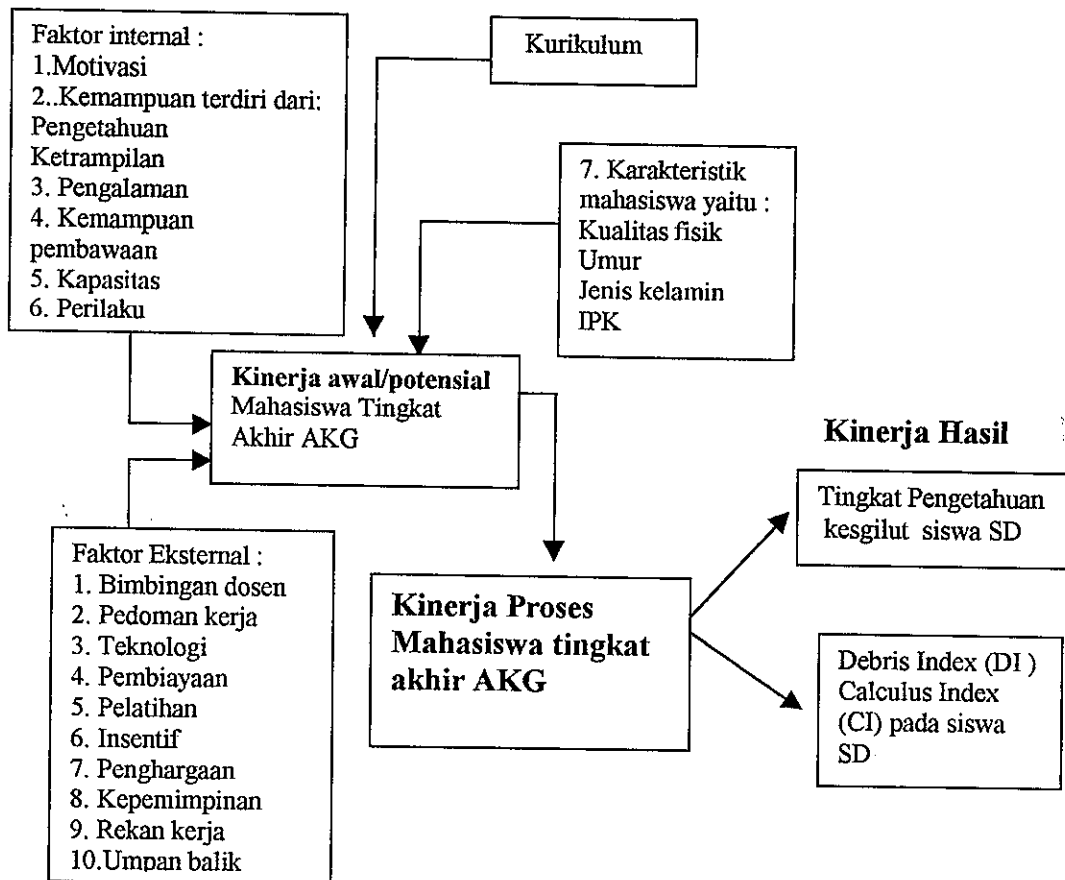 Faktor internal :
1.Motivasi
2..Kemampuan terdiri dari:
Pengetahuan
Ketrampilan
3. Pengalaman
4. Kemampuan
pembawaan
5. Kapasitas
6. Perilaku
Kurikulum
7. Karakteristik
mahasiswa yaitu :
Kualitas fisik
Umur
Jenis kelamin
IPK
Kinerja awal/potensial
Mahasiswa Tingkat
Akhir AKG
Faktor Eksternal :
1. Bimbingan dosen
2. Pedoman kerja
3. Teknologi
4. Pembiayaan
5. Pelatihan
6. Insentif
7. Penghargaan
8. Kepemimpinan
9. Rekan kerja
10.Umpan balik
Kinerja Proses
Mahasiswa tingkat
akhir AKG
Kinerja Hasil
Tingkat Pengetahuan
kesgilut siswa SD
Debris Index (DI )
Calculus Index
(CI) pada siswa
SD